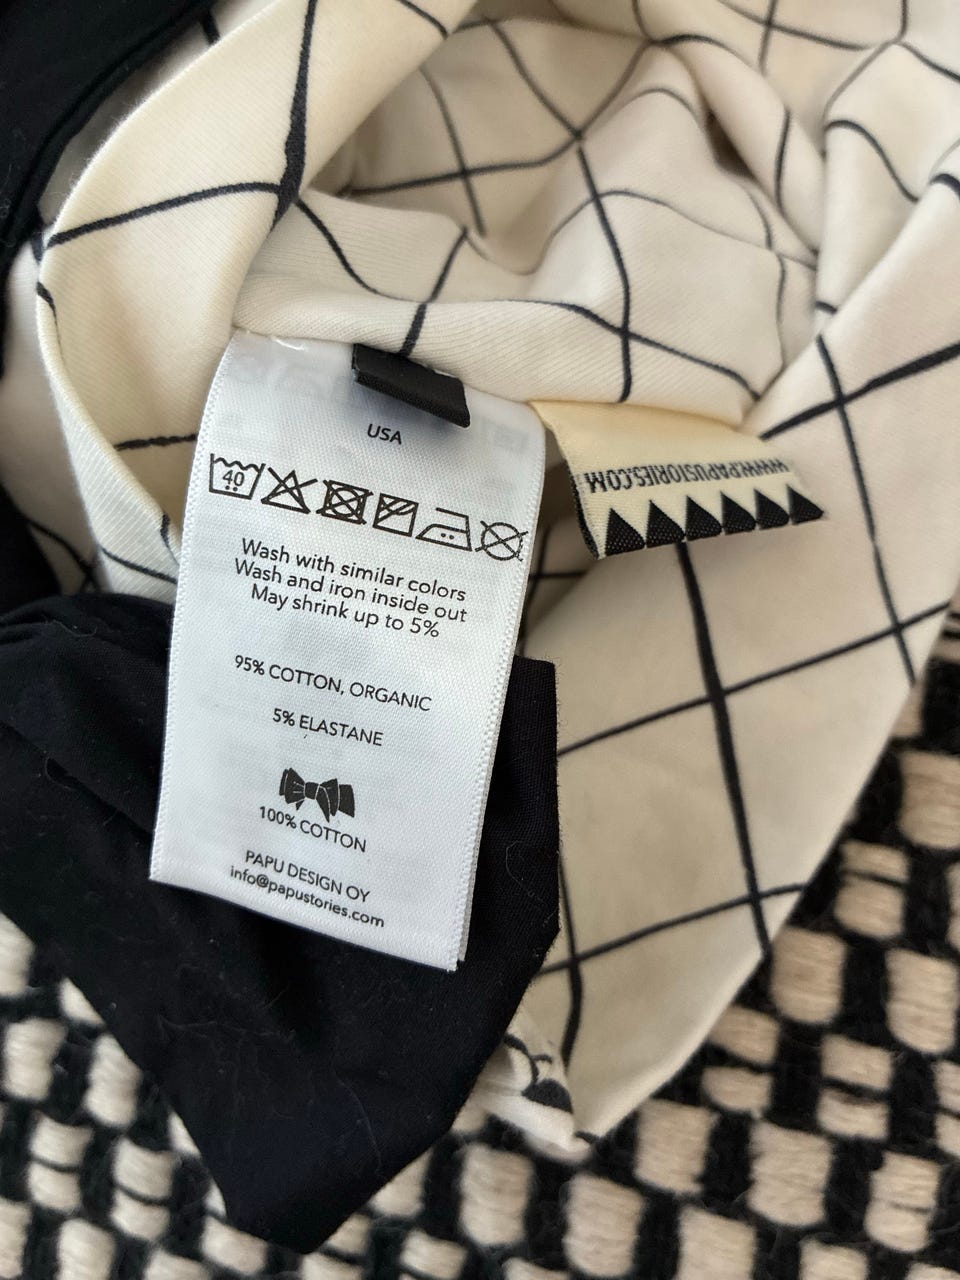 USA
40
Wash with similar colors
Wash and iron inside out
May shrink up to 5%
95% COTTON, ORGANIC
5% ELASTANE
100% COTTON
PAPU DESIGN OY
info@papustories.com
WWW.PAPUSTORIES.COM